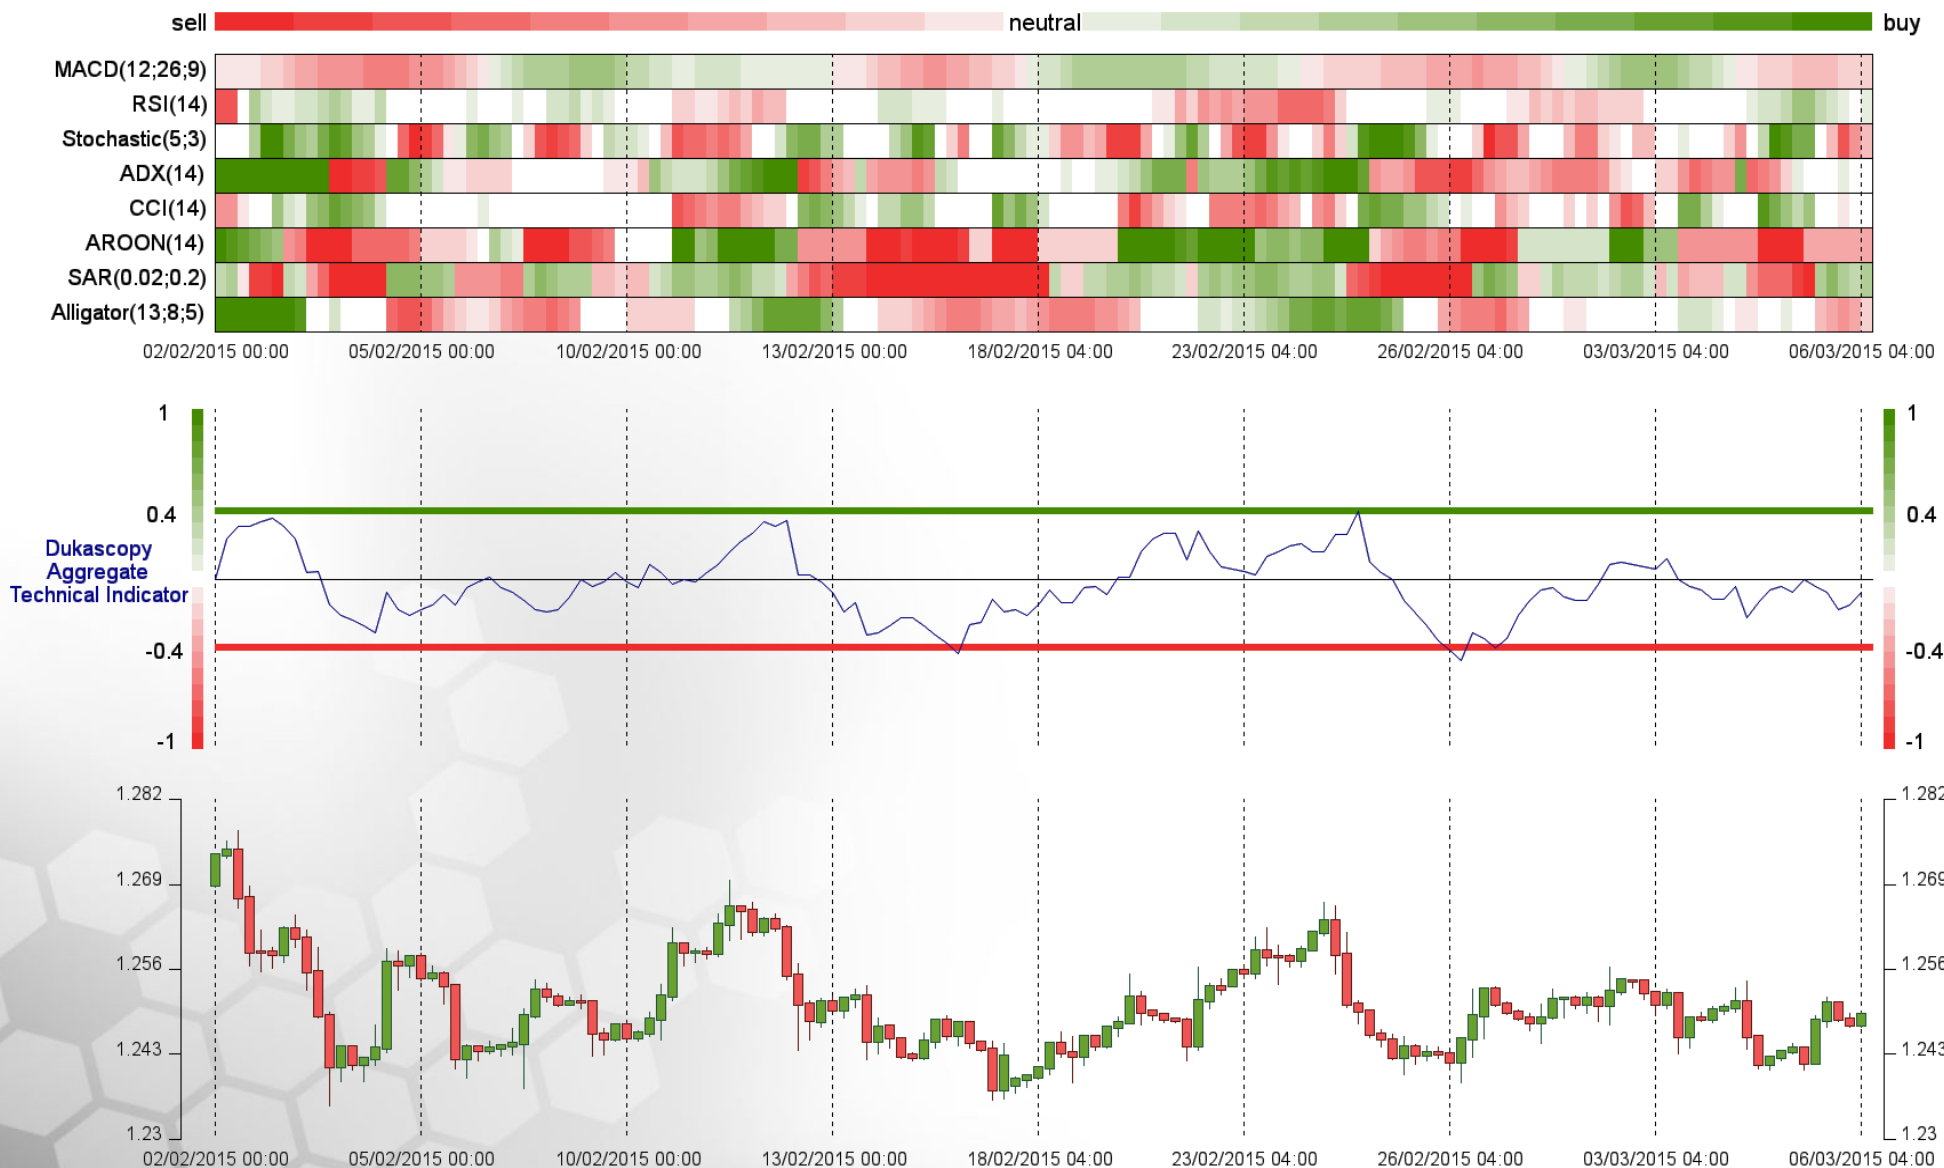 sell neutral buy
MACD(12;26;9)
RSI(14)
Stochastic(5;3)
ADX(14)
CCI(14)
AROON(14)
SAR(0.02;0.2)
Alligator(13;8;5)
02/02/2015 00:00 05/02/2015 00:00 10/02/2015 00:00 13/02/2015 00:00 18/02/2015 04:00 23/02/2015 04:00 26/02/2015 04:00 03/03/2015 04:00 06/03/2015 04:00
1 1
0.4 0.4
Dukascopy
Aggregate
Technical Indicator
-0.4 -0.4
-1 -1
1.282 1.282
1.269 1.269
1.256 1.256
1.243 1.243
1.23 1.23
02/02/2015 00:00 05/02/2015 00:00 10/02/2015 00:00 13/02/2015 00:00 18/02/2015 04:00 23/02/2015 04:00 26/02/2015 04:00 03/03/2015 04:00 06/03/2015 04:00